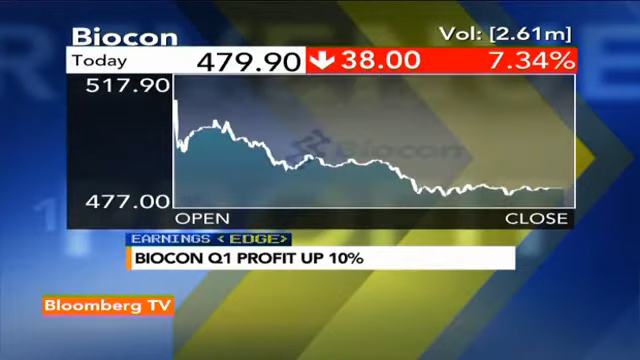 Biocon
Vol: [2.61m]
Today 479.90 38.00 7.34%
517.90
Biocon
477.00
OPEN CLOSE
EARNINGS <EDGE>
BIOCON Q1 PROFIT UP 10%
Bloomberg TV